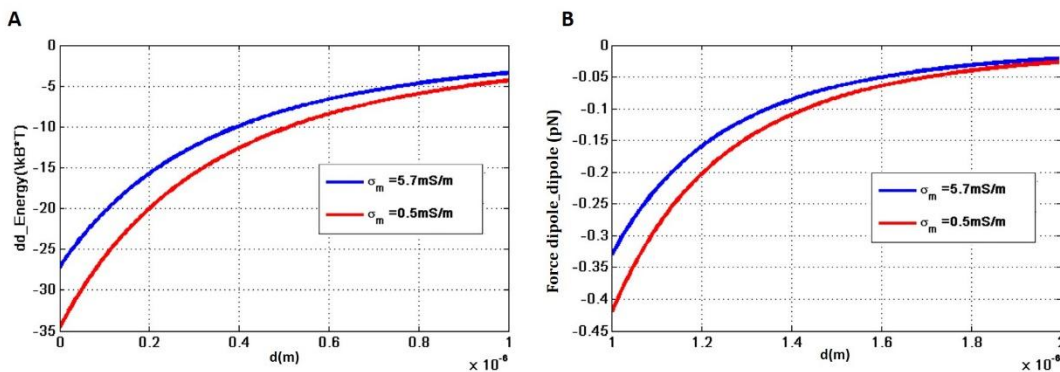 A
dd_Energy(\kB*T)
0
-5
-10
-15
-20
-25
-30
-35
σm =5.7mS/m
σm =0.5mS/m
0 0.2 0.4 0.6 0.8 1
d(m)
x 10^-6
B
Force dipole_dipole (pN)
0
-0.05
-0.1
-0.15
-0.2
-0.25
-0.3
-0.35
-0.4
-0.45
σm =5.7mS/m
σm =0.5mS/m
1 1.2 1.4 1.6 1.8 2
d(m)
x 10^-6